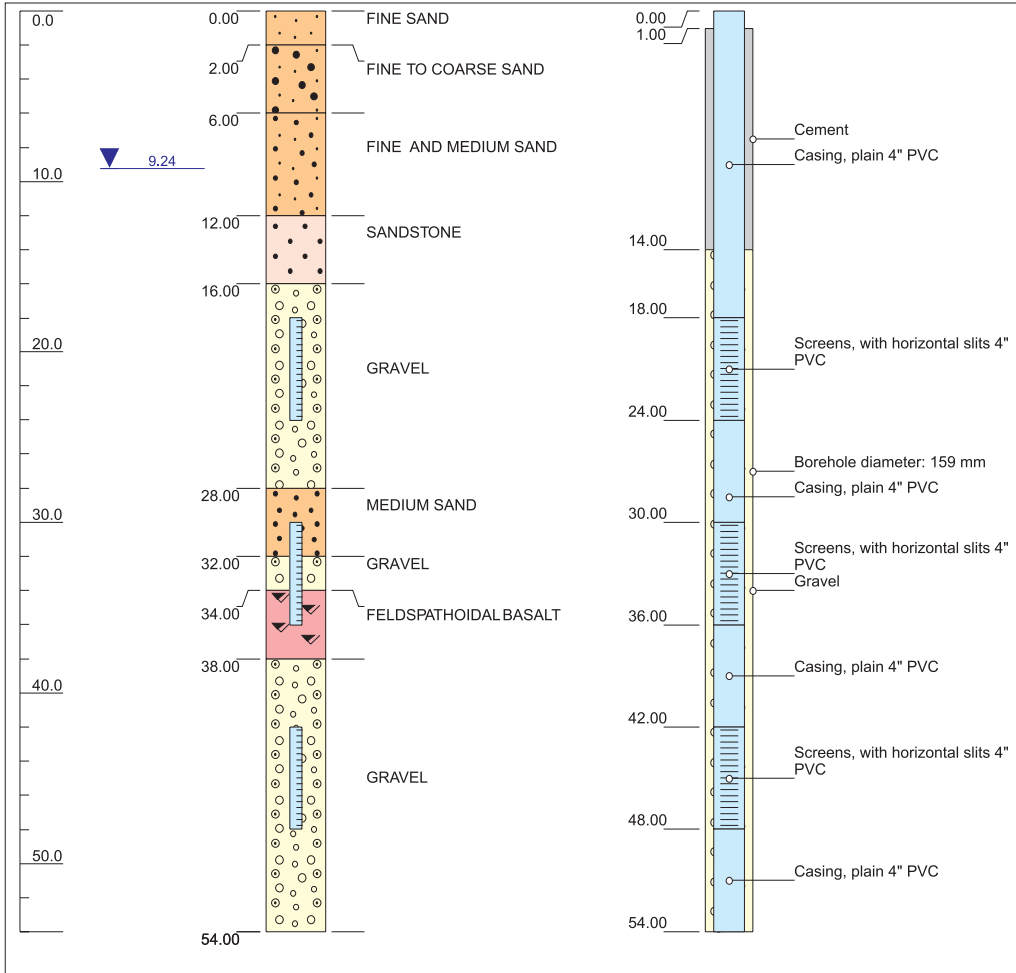 0.0
10.0
20.0
30.0
40.0
50.0
9.24
0.00
FINE SAND
2.00
FINE TO COARSE SAND
6.00
FINE AND MEDIUM SAND
12.00
SANDSTONE
16.00
GRAVEL
28.00
MEDIUM SAND
32.00
GRAVEL
34.00
FELDSPATHOIDAL BASALT
38.00
GRAVEL
54.00
0.00
1.00
Cement
Casing, plain 4" PVC
14.00
18.00
Screens, with horizontal slits 4"
PVC
24.00
Borehole diameter: 159 mm
Casing, plain 4" PVC
30.00
Screens, with horizontal slits 4"
PVC
Gravel
36.00
Casing, plain 4" PVC
42.00
Screens, with horizontal slits 4"
PVC
48.00
Casing, plain 4" PVC
54.00